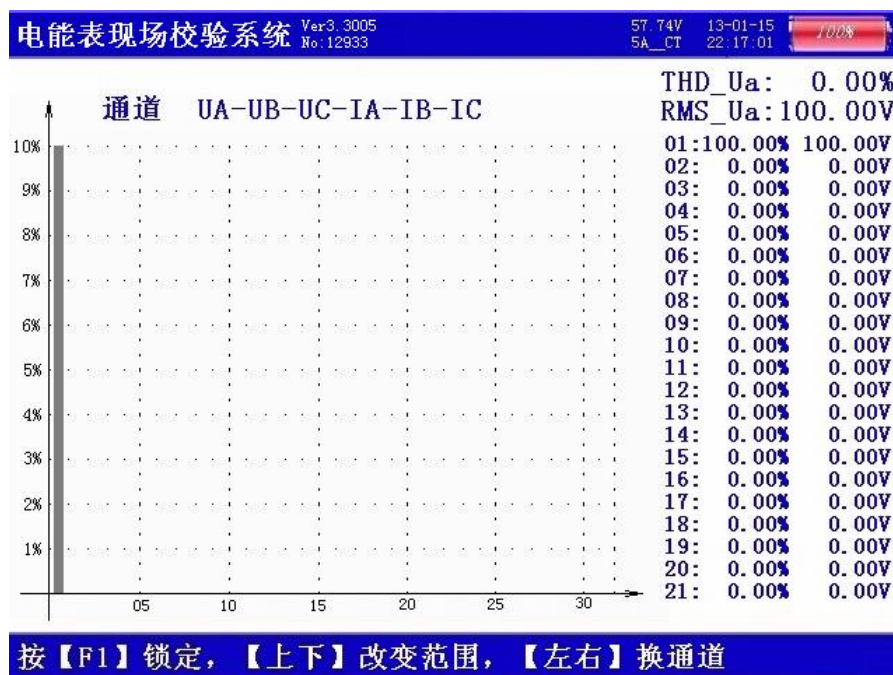 电能表现场校验系统 Ver3.3005 No:12933
57.74V 13-01-15
5A__CT 22:17:01
100%
THD_Ua: 0.00%
RMS_Ua:100.00V
通道 UA-UB-UC-IA-IB-IC
10%
9%
8%
7%
6%
5%
4%
3%
2%
1%
05 10 15 20 25 30
01:100.00% 100.00V
02: 0.00% 0.00V
03: 0.00% 0.00V
04: 0.00% 0.00V
05: 0.00% 0.00V
06: 0.00% 0.00V
07: 0.00% 0.00V
08: 0.00% 0.00V
09: 0.00% 0.00V
10: 0.00% 0.00V
11: 0.00% 0.00V
12: 0.00% 0.00V
13: 0.00% 0.00V
14: 0.00% 0.00V
15: 0.00% 0.00V
16: 0.00% 0.00V
17: 0.00% 0.00V
18: 0.00% 0.00V
19: 0.00% 0.00V
20: 0.00% 0.00V
21: 0.00% 0.00V
按【F1】锁定，【上下】改变范围，【左右】换通道